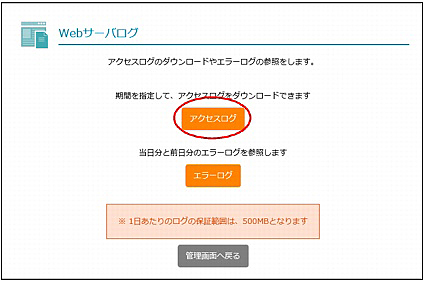 Webサーバログ
アクセスログのダウンロードやエラーログの参照をします。
期間を指定して、アクセスログをダウンロードできます
アクセスログ
当日分と前日分のエラーログを参照します
エラーログ
※ 1日あたりのログの保証範囲は、500MBとなります
管理画面へ戻る